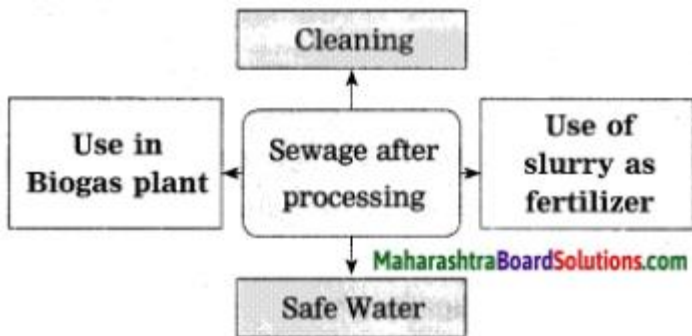 Cleaning
Use in
Biogas plant
Sewage after
processing
Use of
slurry as
fertilizer
MaharashtraBoardSolutions.com
Safe Water